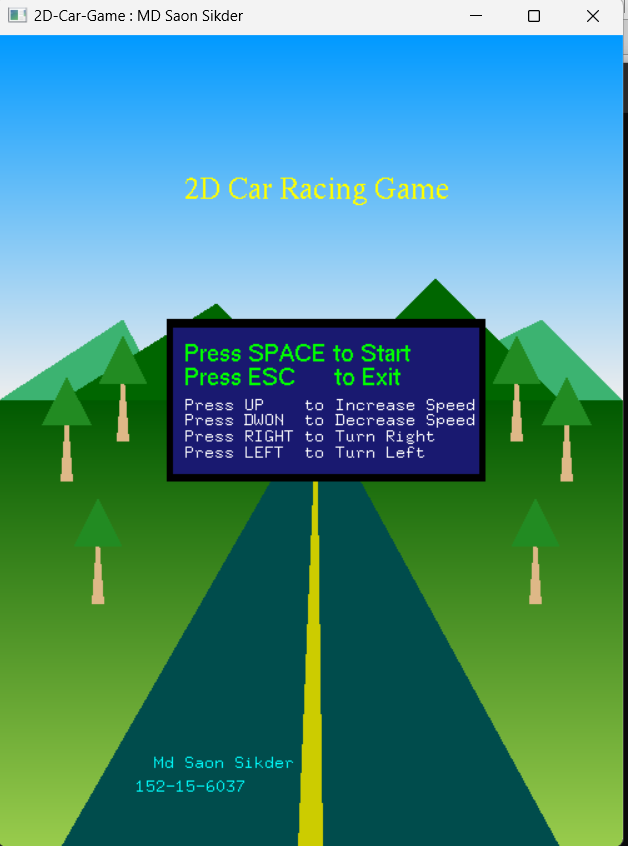 2D-Car-Game : MD Saon Sikder
2D Car Racing Game
Press SPACE to Start
Press ESC to Exit
Press UP to Increase Speed
Press DWON to Decrease Speed
Press RIGHT to Turn Right
Press LEFT to Turn Left
Md Saon Sikder
152-15-6037